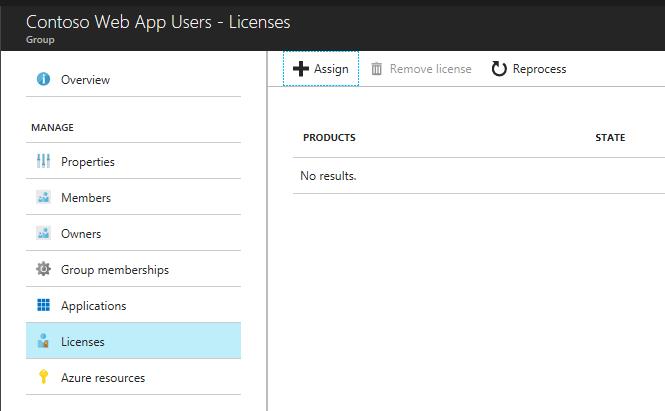 Contoso Web App Users - Licenses
Group
Overview
MANAGE
Properties
Members
Owners
Group memberships
Applications
Licenses
Azure resources
Assign Remove license Reprocess
PRODUCTS STATE
No results.